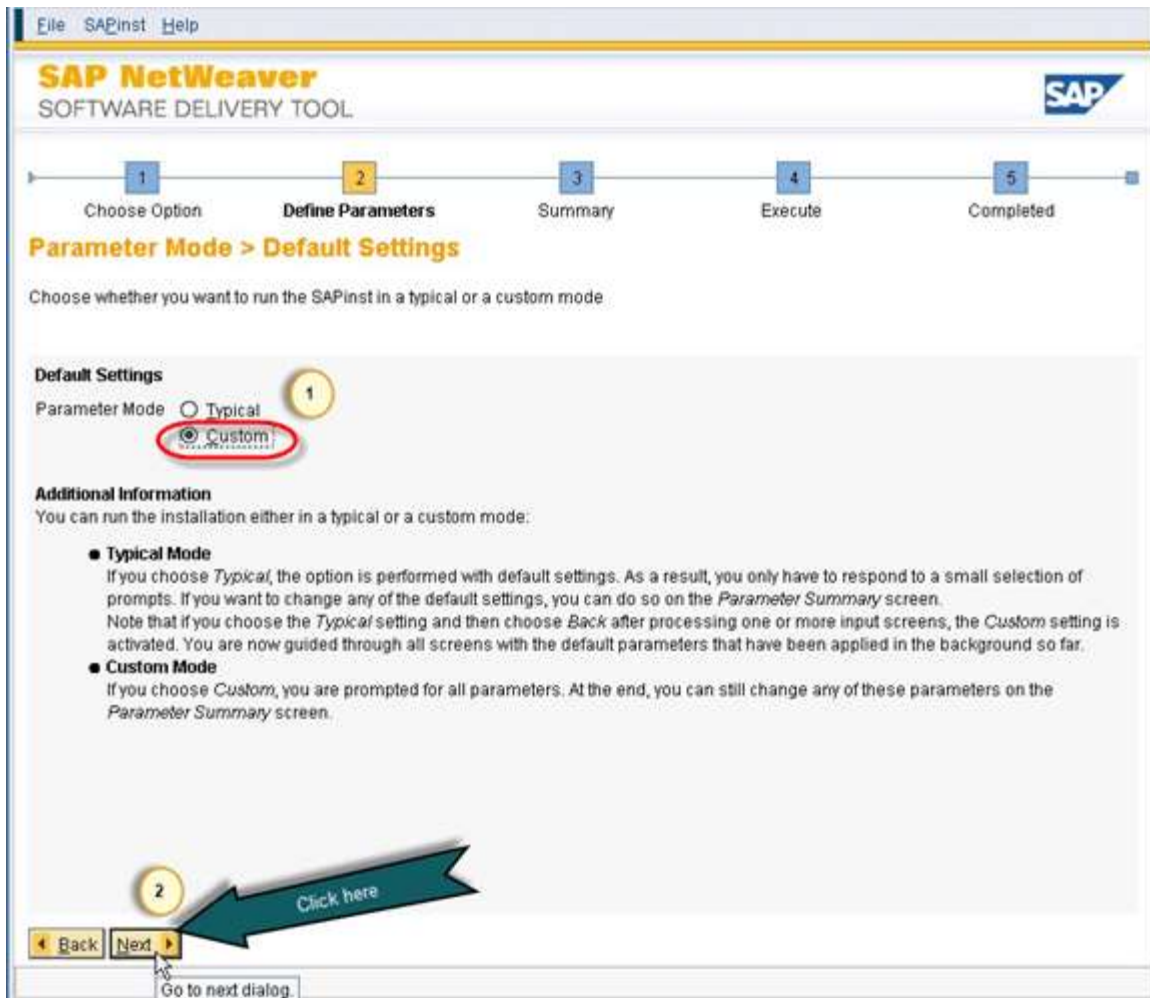 File SAPinst Help
SAP NetWeaver
SOFTWARE DELIVERY TOOL
SAP
1 2 3 4 5
Choose Option Define Parameters Summary Execute Completed
Parameter Mode > Default Settings
Choose whether you want to run the SAPinst in a typical or a custom mode
Default Settings
1
Parameter Mode Typical
Custom
Additional Information
You can run the installation either in a typical or a custom mode:
● Typical Mode
If you choose Typical, the option is performed with default settings. As a result, you only have to respond to a small selection of
prompts. If you want to change any of the default settings, you can do so on the Parameter Summary screen.
Note that if you choose the Typical setting and then choose Back after processing one or more input screens, the Custom setting is
activated. You are now guided through all screens with the default parameters that have been applied in the background so far.
● Custom Mode
If you choose Custom, you are prompted for all parameters. At the end, you can still change any of these parameters on the
Parameter Summary screen.
2
Click here
Back Next
Go to next dialog.